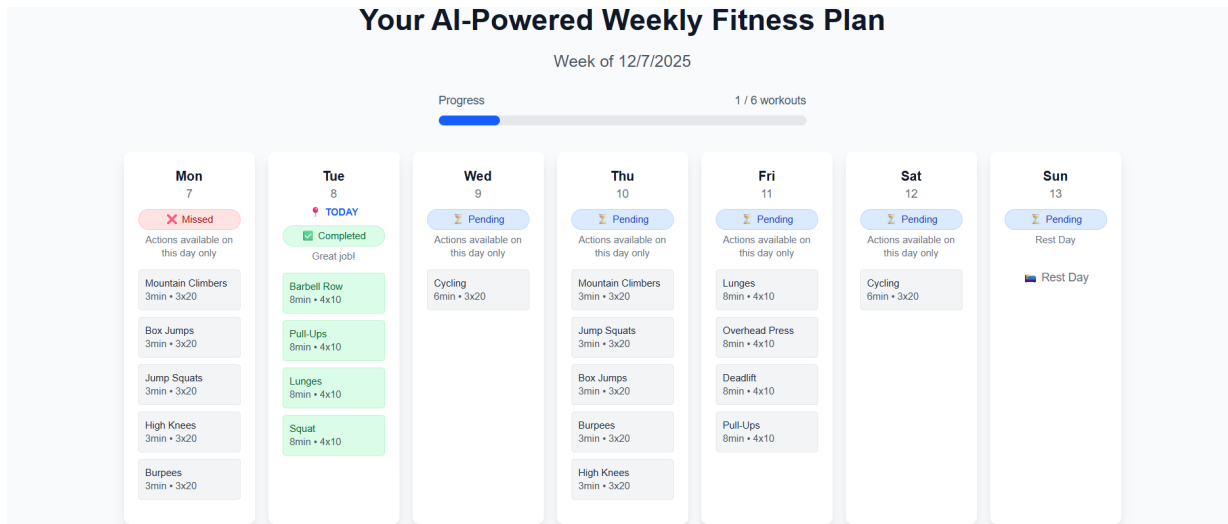 Your AI-Powered Weekly Fitness Plan
Week of 12/7/2025
Progress
1 / 6 workouts
Mon
7
❌ Missed
Actions available on
this day only
Mountain Climbers
3min • 3x20
Box Jumps
3min • 3x20
Jump Squats
3min • 3x20
High Knees
3min • 3x20
Burpees
3min • 3x20
Tue
8
📍 TODAY
✅ Completed
Great job!
Barbell Row
8min • 4x10
Pull-Ups
8min • 4x10
Lunges
8min • 4x10
Squat
8min • 4x10
Wed
9
⏳ Pending
Actions available on
this day only
Cycling
6min • 3x20
Thu
10
⏳ Pending
Actions available on
this day only
Mountain Climbers
3min • 3x20
Jump Squats
3min • 3x20
Box Jumps
3min • 3x20
Burpees
3min • 3x20
High Knees
3min • 3x20
Fri
11
⏳ Pending
Actions available on
this day only
Lunges
8min • 4x10
Overhead Press
8min • 4x10
Deadlift
8min • 4x10
Pull-Ups
8min • 4x10
Sat
12
⏳ Pending
Actions available on
this day only
Cycling
6min • 3x20
Sun
13
⏳ Pending
Rest Day
🛌 Rest Day